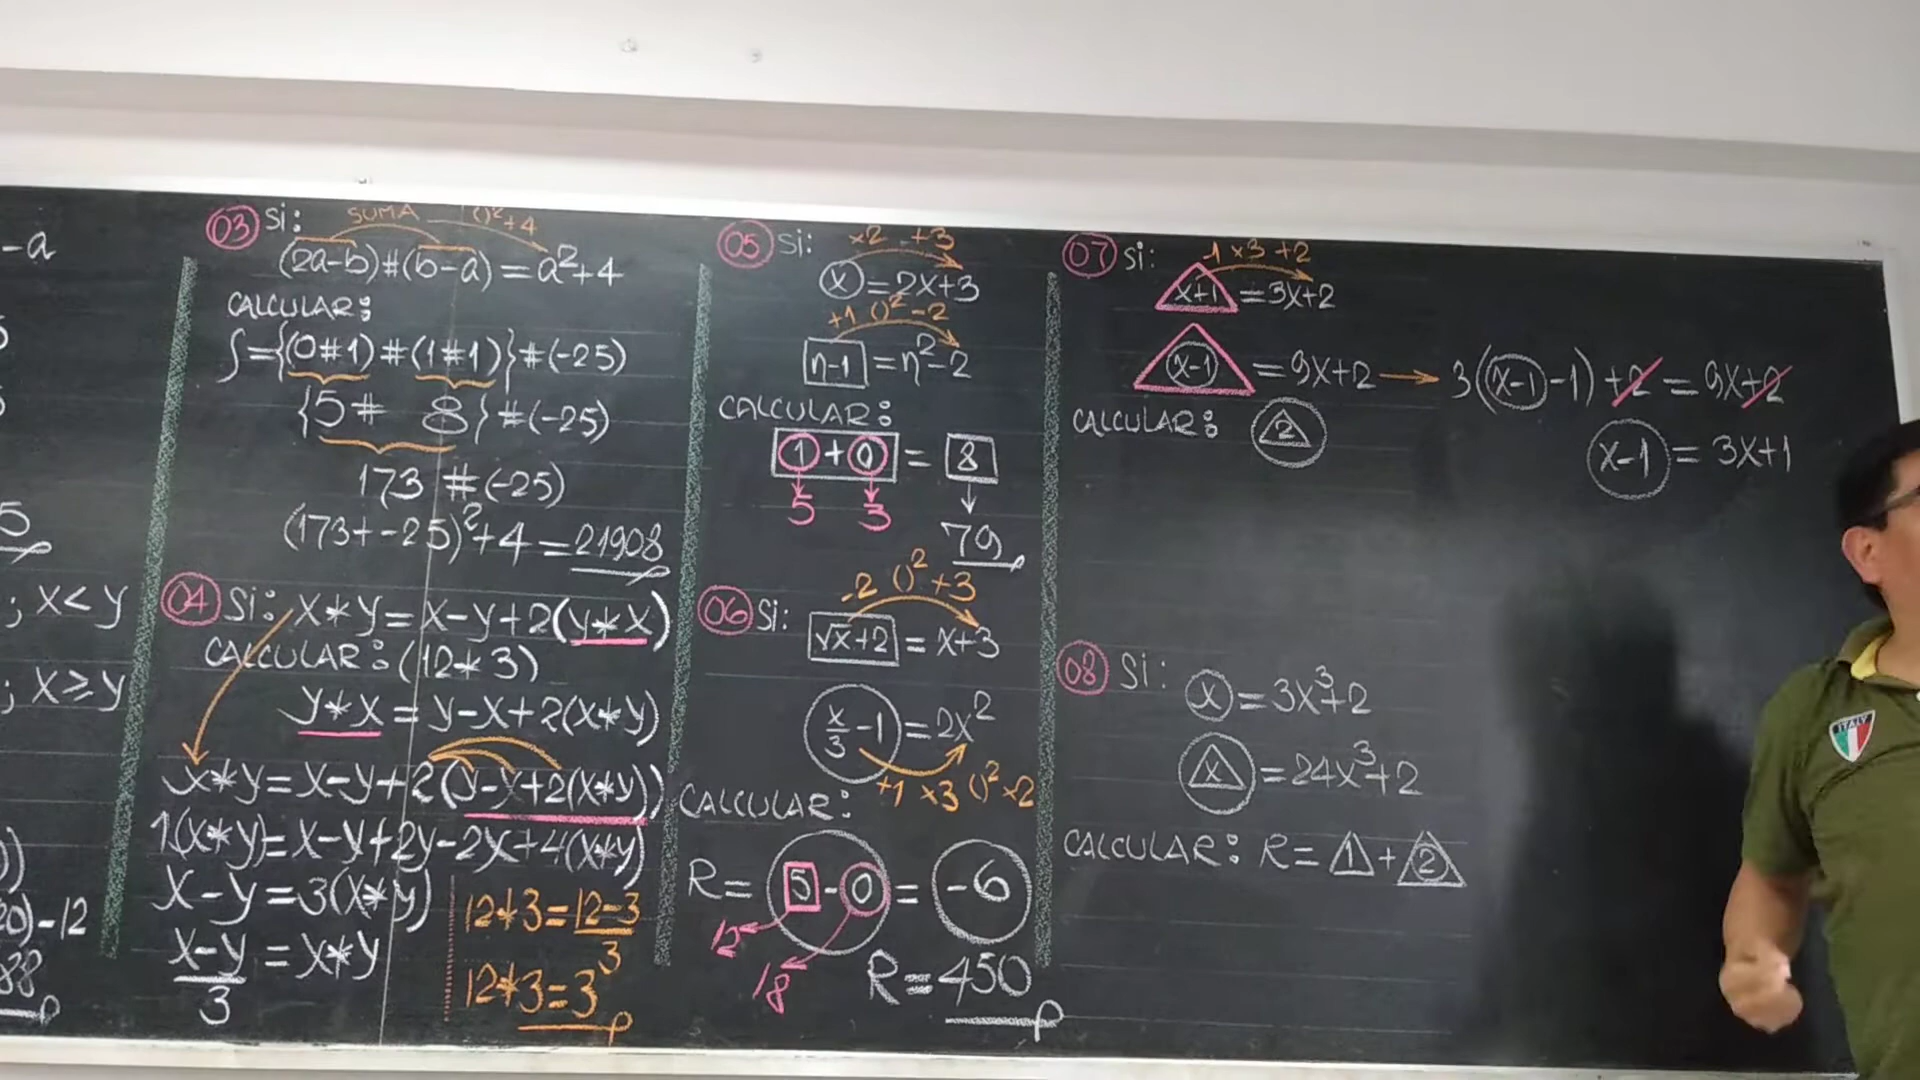 -a
5
; x < y
; x ≥ y
0)-12
88
03 Si:
SUMA ()²+4
(2a-b)#(b-a)=a²+4
CALCULAR:
S={(0#1)#(1#1)}#(-25)
{5# 8}#(-25)
173 #(-25)
(173+-25)²+4=21908
04 Si: x*y=x-y+2(y*x)
CALCULAR:(12*3)
y*x=y-x+2(x*y)
x*y=x-y+2(y-x+2(x*y))
1(x*y)=x-y+2y-2x+4(x*y)
x-y=3(x*y)
x-y/3 = x*y
12*3=12-3/3
12*3=3
05 Si:
×2 +3
x=2x+3
+1 ()²-2
n-1=n²-2
CALCULAR:
1+0=8
5 3
79
06 Si:
-2 ()²+3
√x+2=x+3
x/3-1=2x²
+1 ×3 ()²×2
CALCULAR:
R=5-0=-6
12
18
R=450
07 Si:
-1 ×3 +2
x+1=3x+2
x-1=9x+2→3(x-1-1)+2=9x+2
x-1=3x+1
CALCULAR: 2
08 Si:
x=3x³+2
x=24x³+2
CALCULAR: R=1+2
ITALY